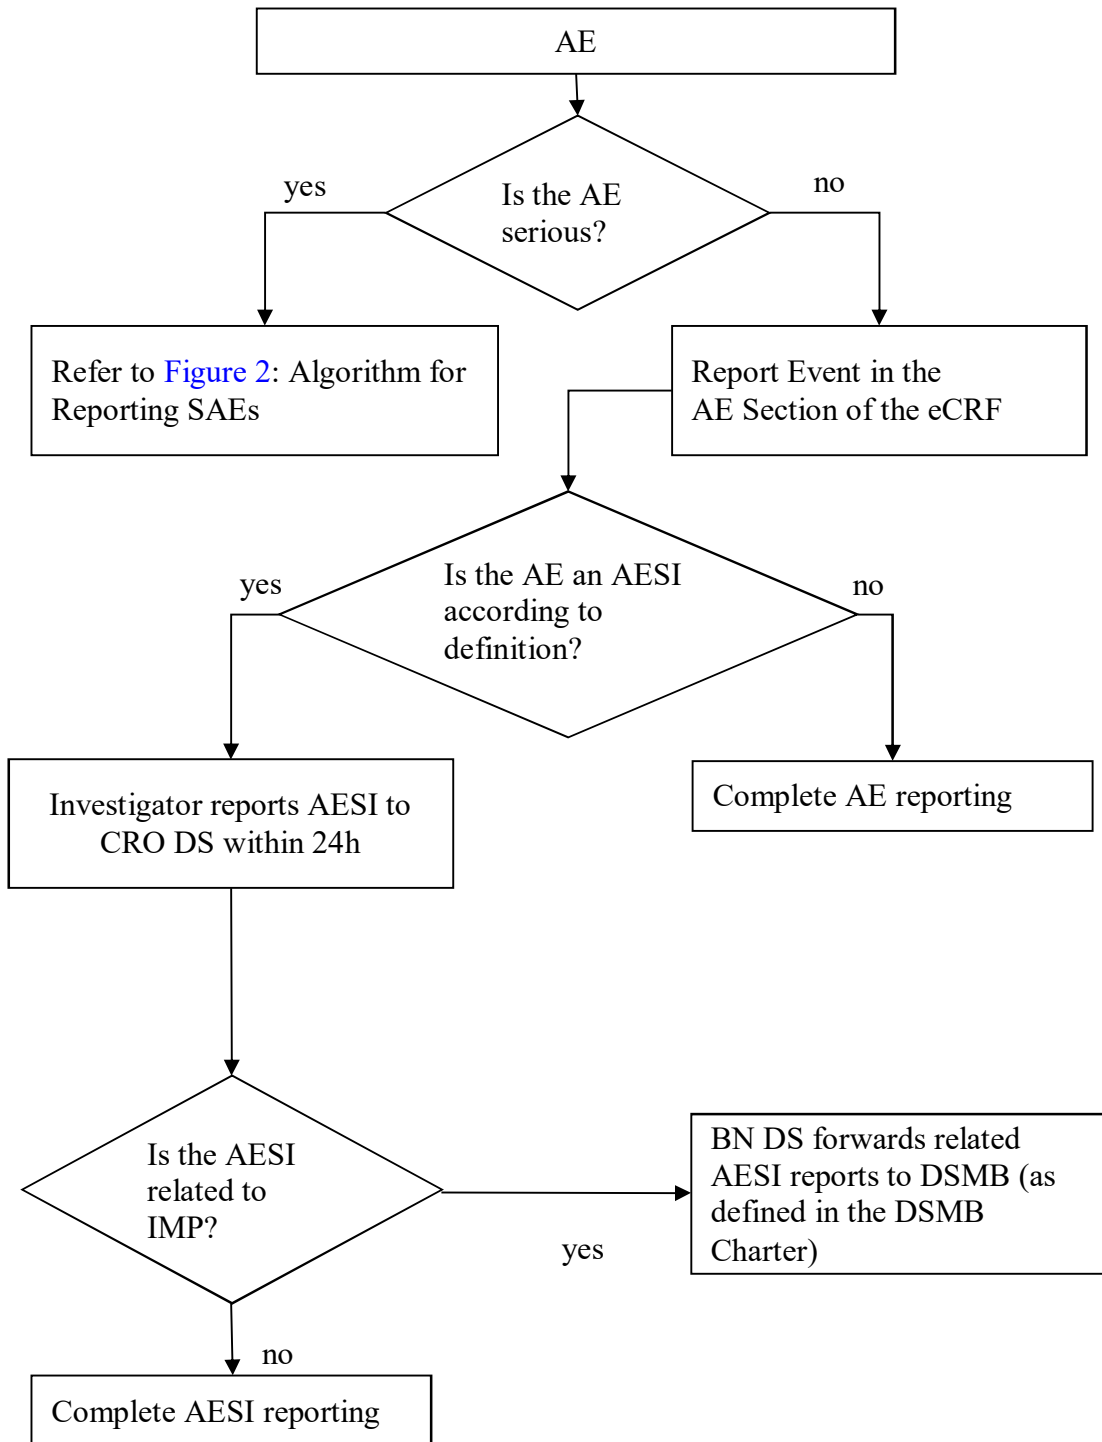 AE
yes
no
Is the AE
serious?
Refer to Figure 2: Algorithm for
Reporting SAEs
Report Event in the
AE Section of the eCRF
yes
no
Is the AE an AESI
according to
definition?
Investigator reports AESI to
CRO DS within 24h
Complete AE reporting
Is the AESI
related to
IMP?
yes
BN DS forwards related
AESI reports to DSMB (as
defined in the DSMB
Charter)
no
Complete AESI reporting